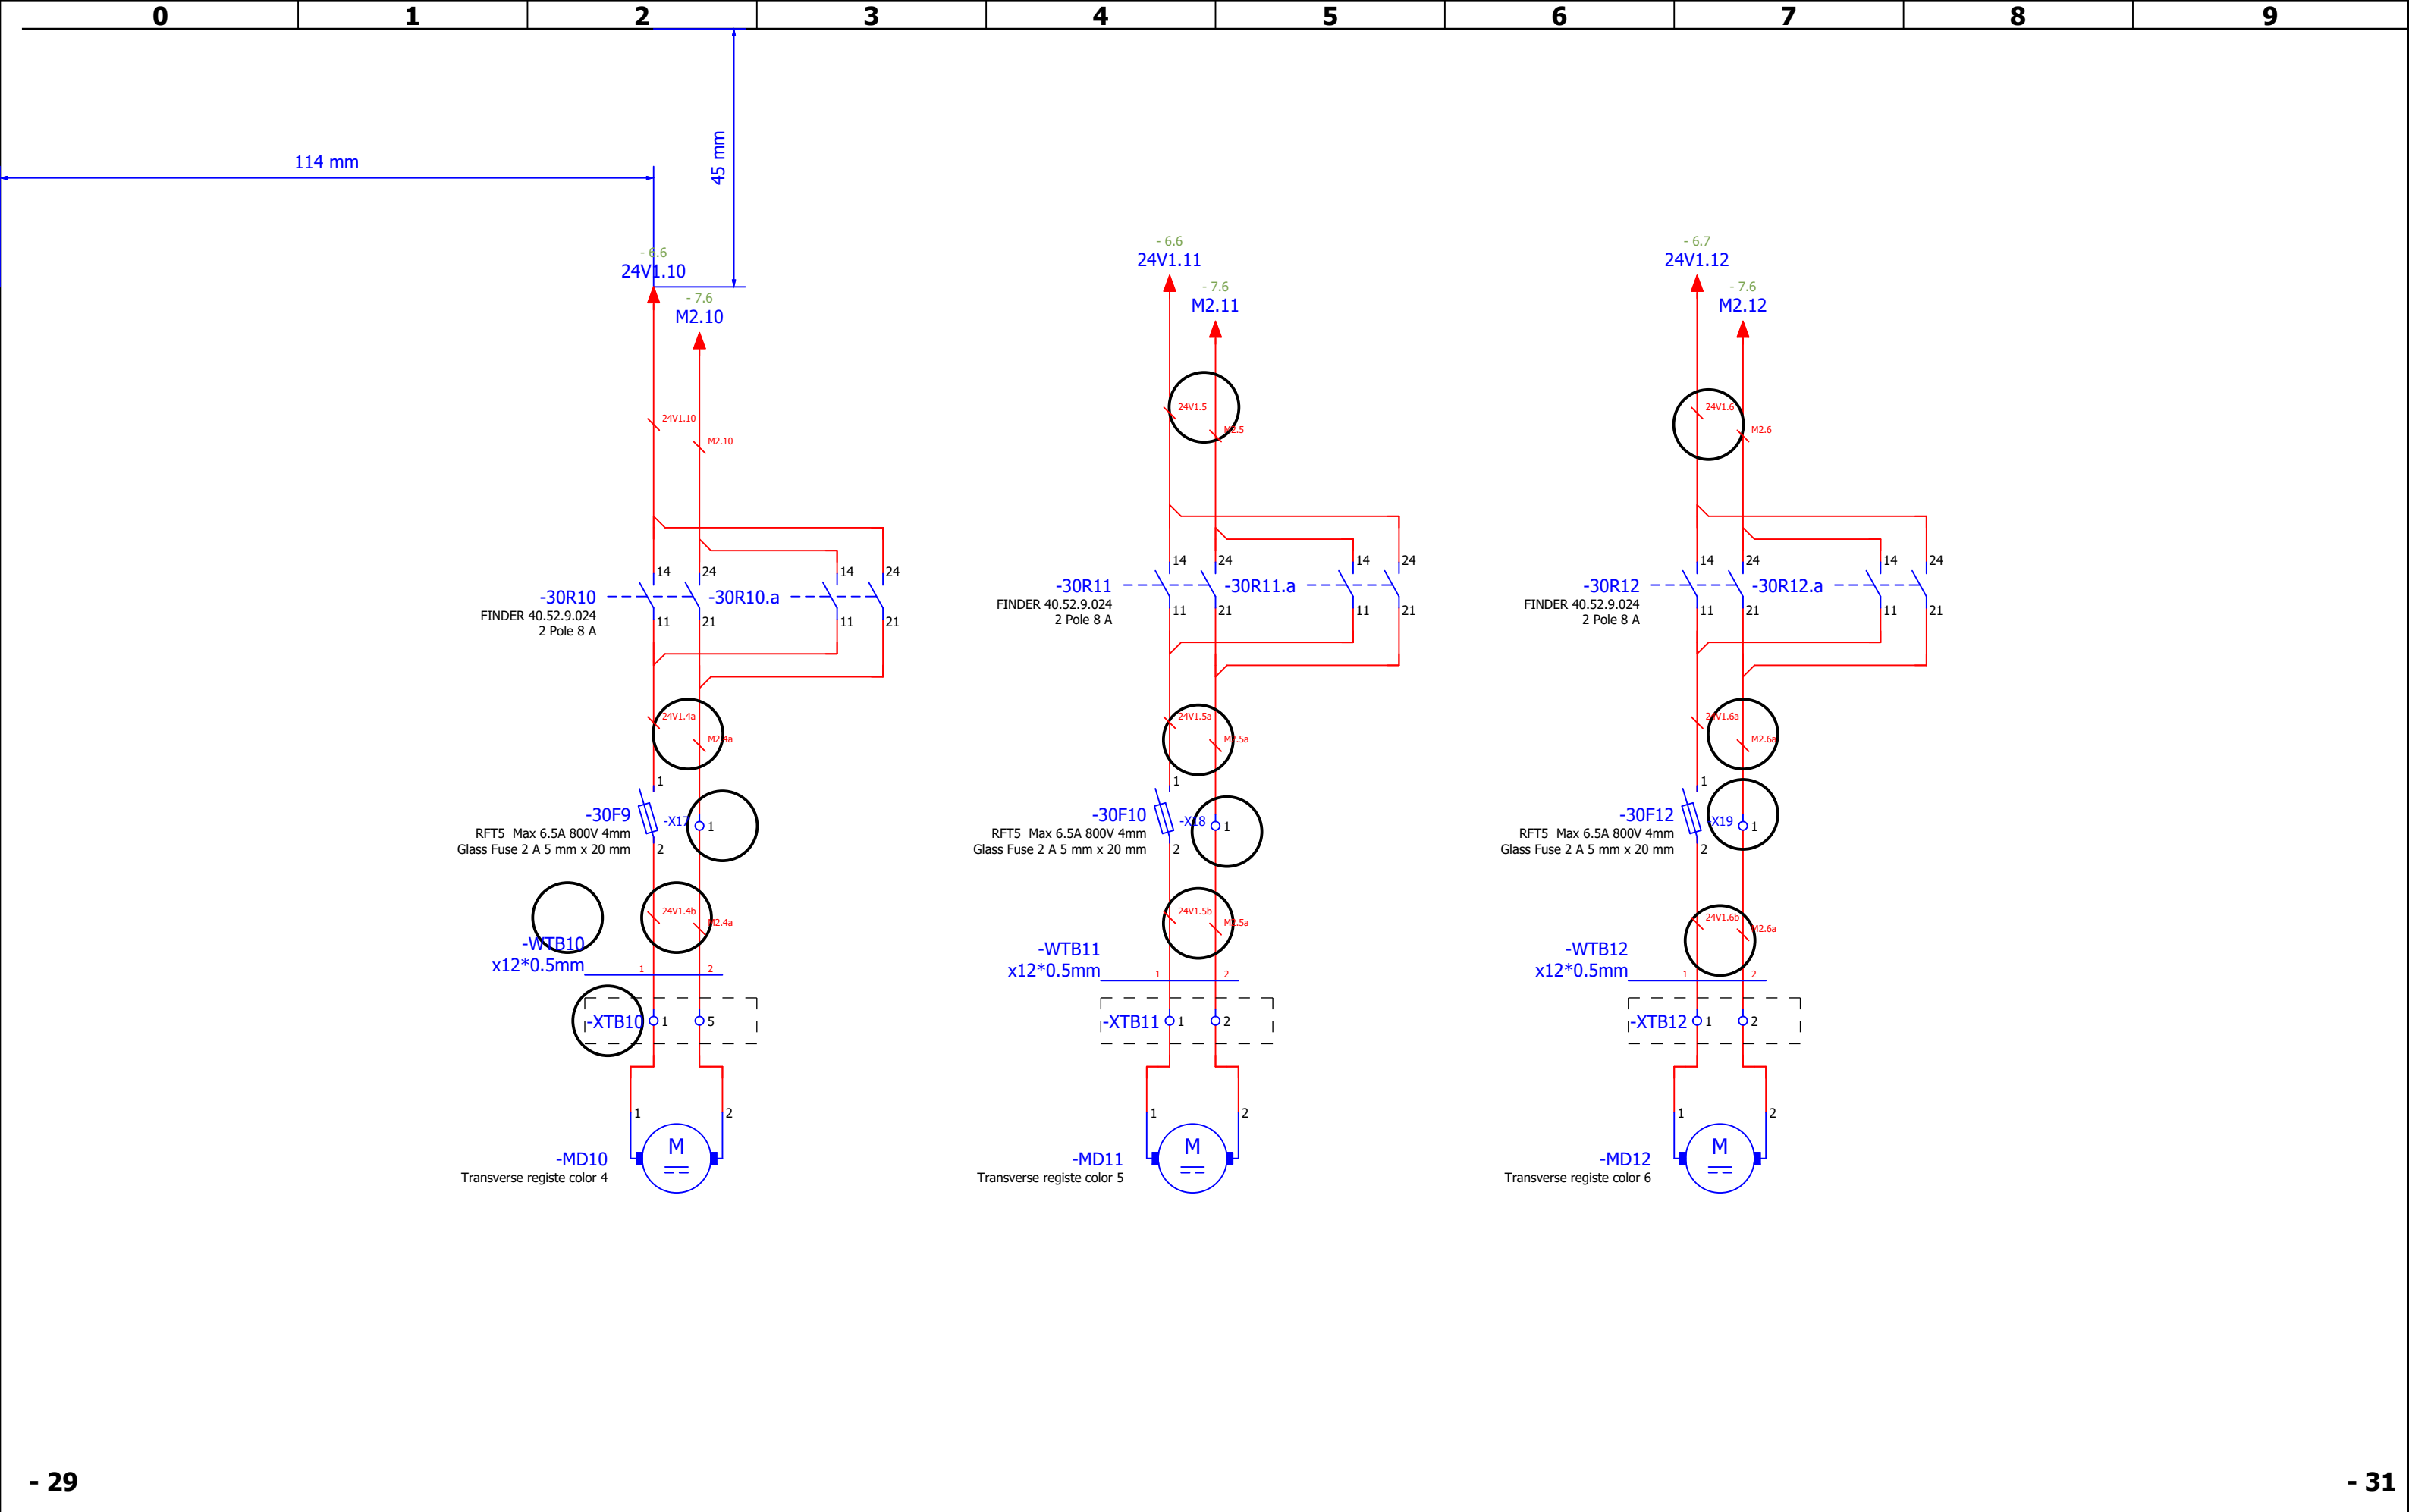 0 1 2 3 4 5 6 7 8 9
114 mm
45 mm
- 6.6
24V1.10
- 7.6
M2.10
24V1.10
M2.10
14 24 14 24
-30R10
-30R10.a
FINDER 40.52.9.024
2 Pole 8 A
11 21 11 21
24V1.4a
M2.4a
1
-30F9
RFT5 Max 6.5A 800V 4mm
Glass Fuse 2 A 5 mm x 20 mm
2
-X17
1
24V1.4b
M2.4a
-WTB10
x12*0.5mm
1 2
-XTB10 1 5
1 2
M
-MD10
Transverse registe color 4
- 6.6
24V1.11
- 7.6
M2.11
24V1.5
M2.5
14 24 14 24
-30R11
-30R11.a
FINDER 40.52.9.024
2 Pole 8 A
11 21 11 21
24V1.5a
M2.5a
1
-30F10
RFT5 Max 6.5A 800V 4mm
Glass Fuse 2 A 5 mm x 20 mm
2
-X18
1
24V1.5b
M2.5a
-WTB11
x12*0.5mm
1 2
-XTB11 1 2
1 2
M
-MD11
Transverse registe color 5
- 6.7
24V1.12
- 7.6
M2.12
24V1.6
M2.6
14 24 14 24
-30R12
-30R12.a
FINDER 40.52.9.024
2 Pole 8 A
11 21 11 21
24V1.6a
M2.6a
1
-30F12
RFT5 Max 6.5A 800V 4mm
Glass Fuse 2 A 5 mm x 20 mm
2
-X19
1
24V1.6b
M2.6a
-WTB12
x12*0.5mm
1 2
-XTB12 1 2
1 2
M
-MD12
Transverse registe color 6
- 29
- 31